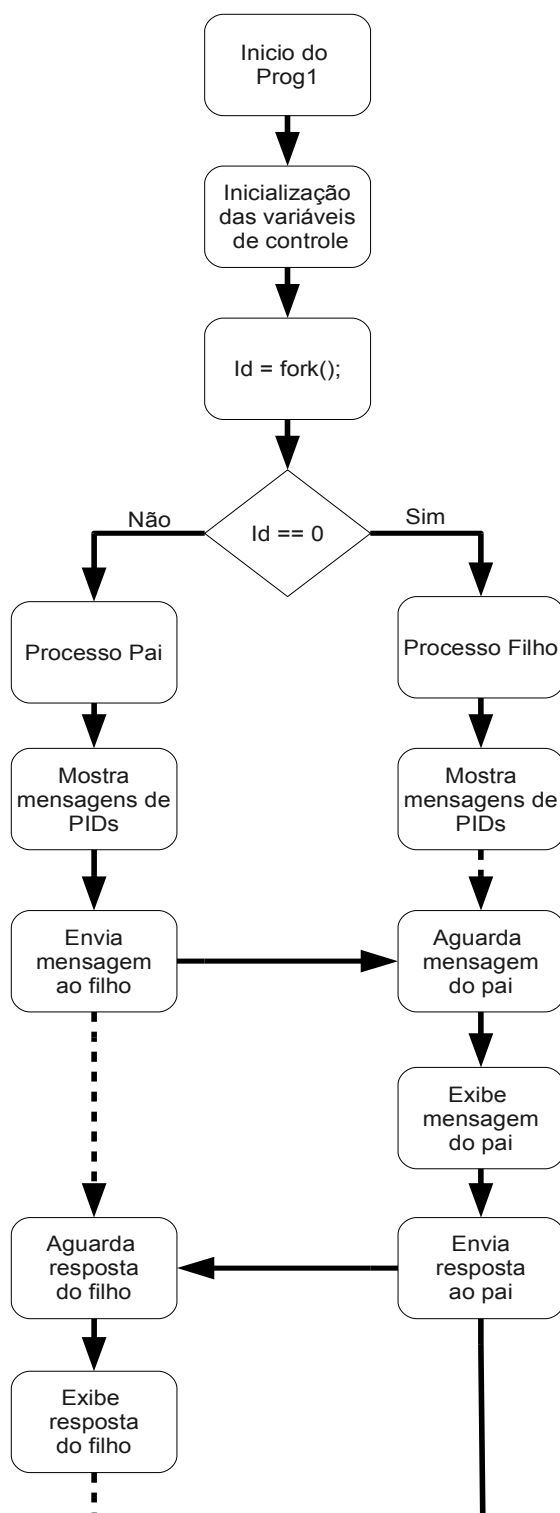 Inicio do
Prog1
Inicialização
das variáveis
de controle
Id = fork();
Não
Id == 0
Sim
Processo Pai
Processo Filho
Mostra
mensagens de
PIDs
Mostra
mensagens de
PIDs
Envia
mensagem
ao filho
Aguarda
mensagem
do pai
Exibe
mensagem
do pai
Aguarda
resposta
do filho
Envia
resposta
ao pai
Exibe
resposta
do filho